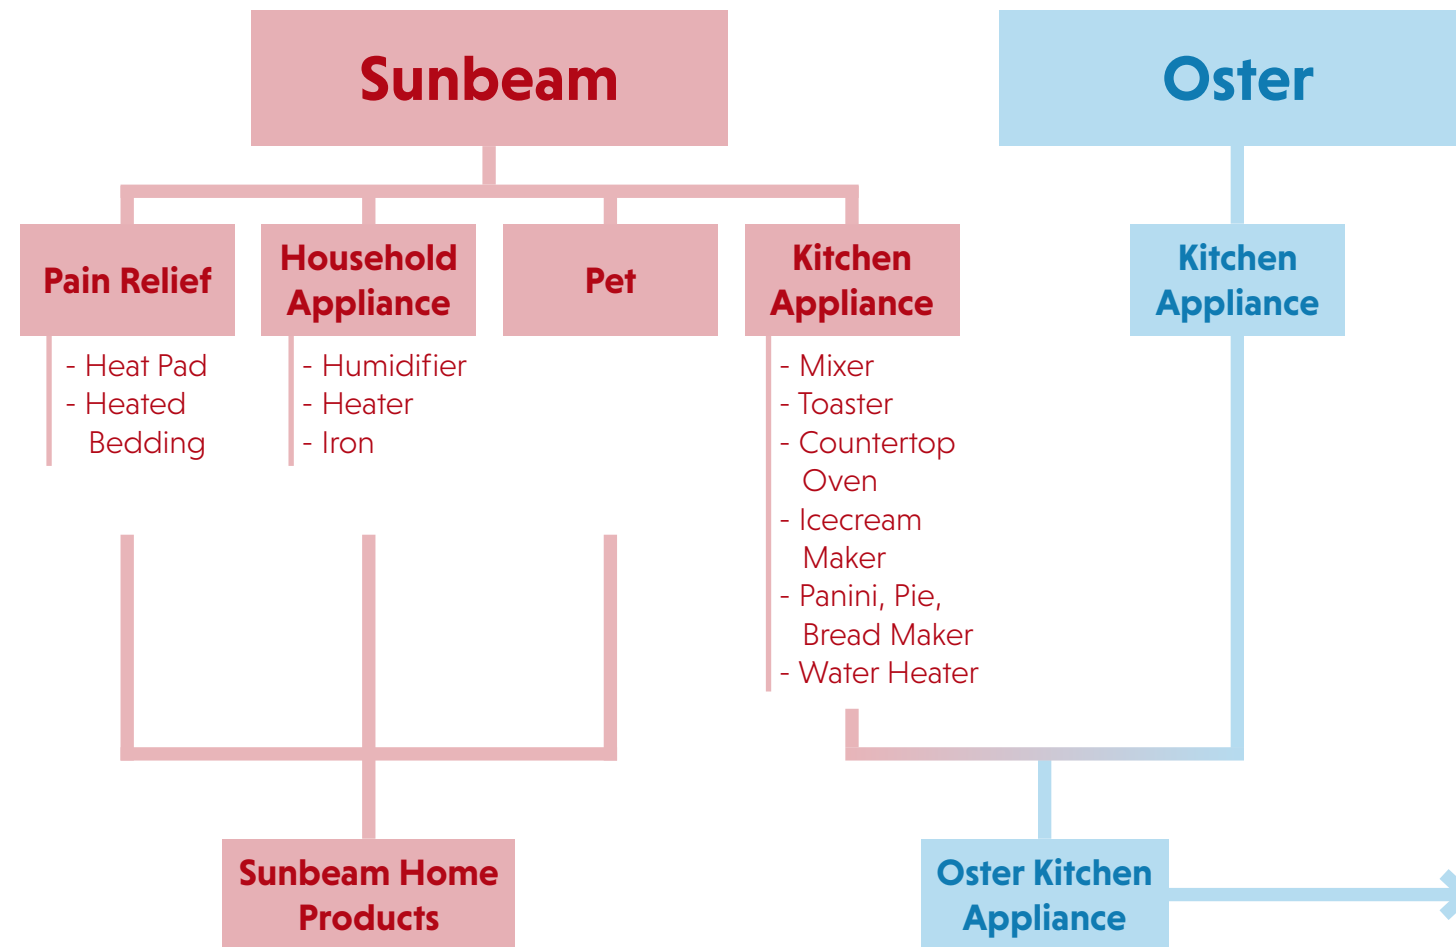 Sunbeam
Oster
Pain Relief
Household
Appliance
Pet
Kitchen
Appliance
Kitchen
Appliance
- Heat Pad
- Heated
Bedding
- Humidifier
- Heater
- Iron
- Mixer
- Toaster
- Countertop
Oven
- Icecream
Maker
- Panini, Pie,
Bread Maker
- Water Heater
Sunbeam Home
Products
Oster Kitchen
Appliance